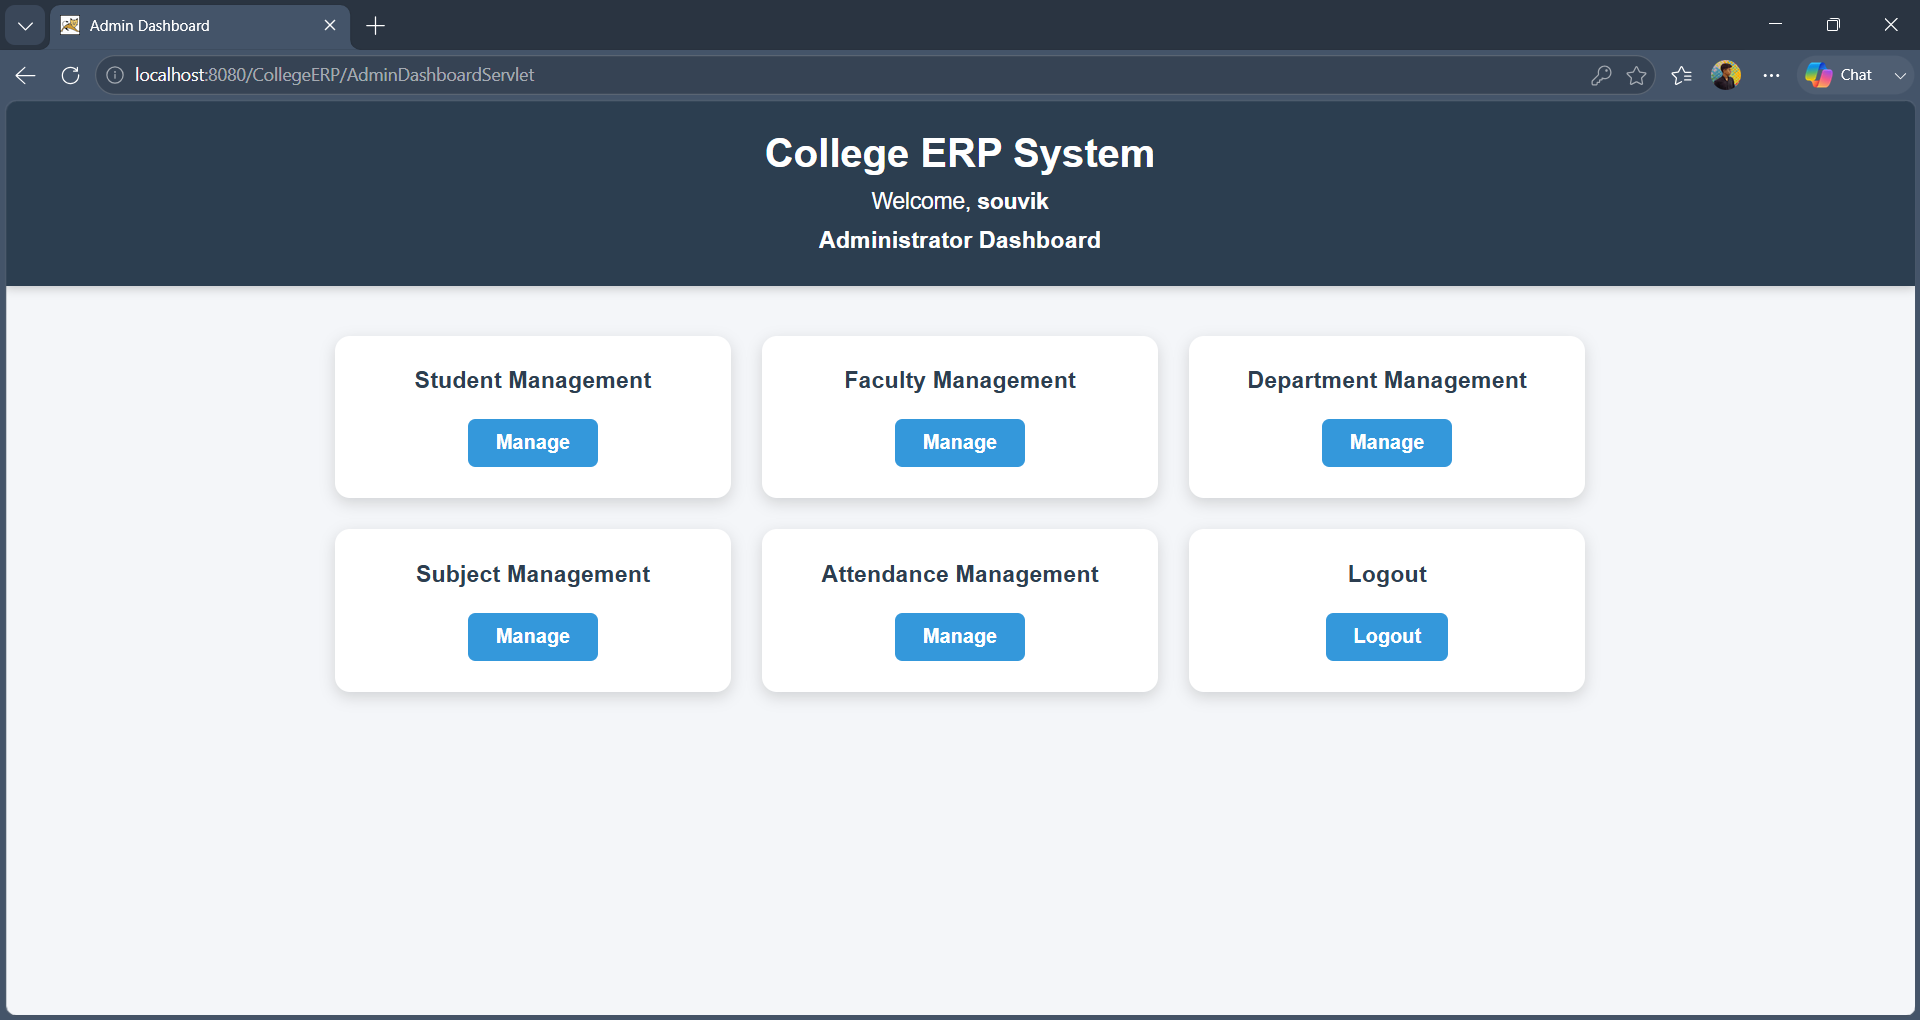 Admin Dashboard
localhost:8080/CollegeERP/AdminDashboardServlet
Chat
College ERP System
Welcome, souvik
Administrator Dashboard
Student Management
Manage
Faculty Management
Manage
Department Management
Manage
Subject Management
Manage
Attendance Management
Manage
Logout
Logout